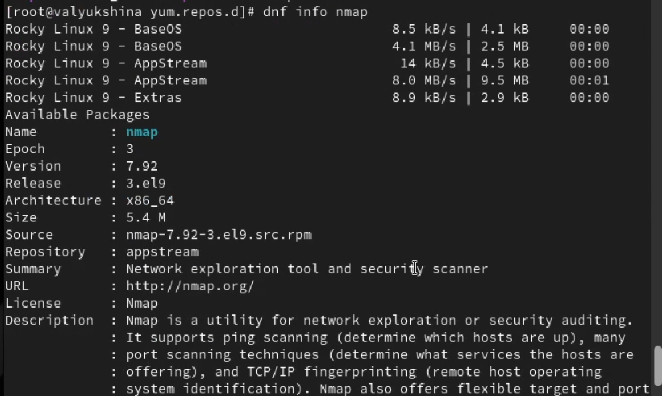 [root@valyukshina yum.repos.d]# dnf info nmap
Rocky Linux 9 - BaseOS 8.5 kB/s | 4.1 kB 00:00
Rocky Linux 9 - BaseOS 4.1 MB/s | 2.5 MB 00:00
Rocky Linux 9 - AppStream 14 kB/s | 4.5 kB 00:00
Rocky Linux 9 - AppStream 8.0 MB/s | 9.5 MB 00:01
Rocky Linux 9 - Extras 8.9 kB/s | 2.9 kB 00:00
Available Packages
Name : nmap
Epoch : 3
Version : 7.92
Release : 3.el9
Architecture : x86_64
Size : 5.4 M
Source : nmap-7.92-3.el9.src.rpm
Repository : appstream
Summary : Network exploration tool and security scanner
URL : http://nmap.org/
License : Nmap
Description : Nmap is a utility for network exploration or security auditing.
: It supports ping scanning (determine which hosts are up), many
: port scanning techniques (determine what services the hosts are
: offering), and TCP/IP fingerprinting (remote host operating
: system identification). Nmap also offers flexible target and port